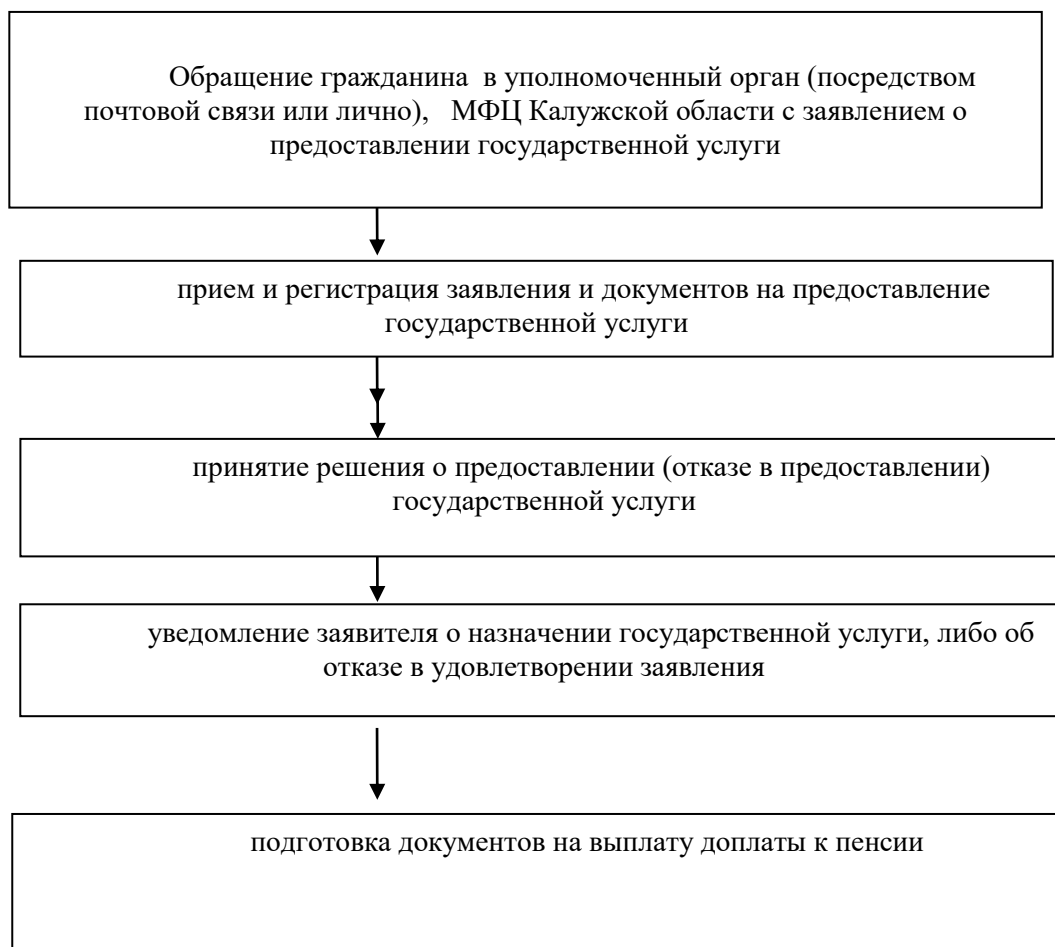 Обращение гражданина в уполномоченный орган (посредством
почтовой связи или лично), МФЦ Калужской области с заявлением о
предоставлении государственной услуги
прием и регистрация заявления и документов на предоставление
государственной услуги
принятие решения о предоставлении (отказе в предоставлении)
государственной услуги
уведомление заявителя о назначении государственной услуги, либо об
отказе в удовлетворении заявления
подготовка документов на выплату доплаты к пенсии